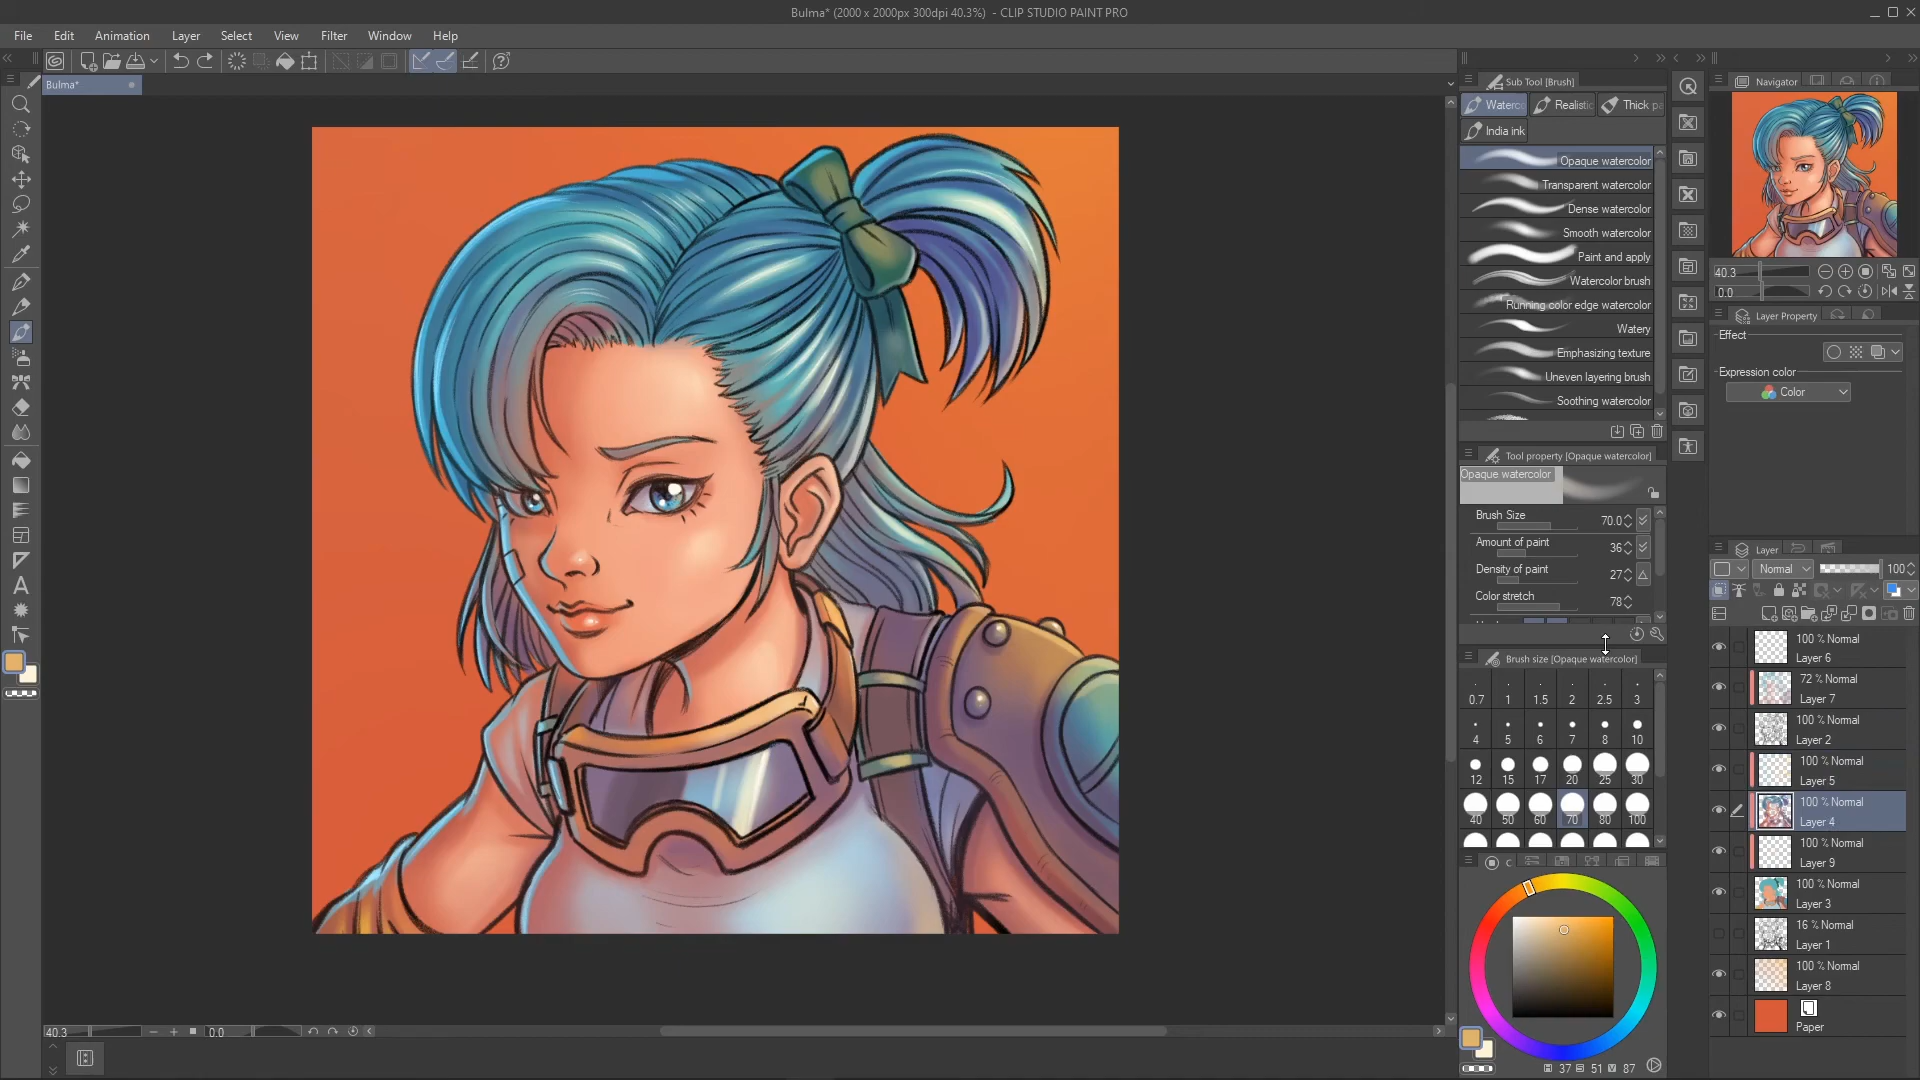 Bulma* (2000 x 2000px 300dpi 40.3%) - CLIP STUDIO PAINT PRO
File Edit Animation Layer Select View Filter Window Help
Bulma*
Sub Tool [Brush]
Waterco Realistic Thick pa
India ink
Opaque watercolor
Transparent watercolor
Dense watercolor
Smooth watercolor
Paint and apply
Watercolor brush
Running color edge watercolor
Watery
Emphasizing texture
Uneven layering brush
Soothing watercolor
Tool property [Opaque watercolor]
Opaque watercolor
Brush Size 70.0
Amount of paint 36
Density of paint 27
Color stretch 78
Brush size [Opaque watercolor]
0.7 1 1.5 2 2.5 3
4 5 6 7 8 10
12 15 17 20 25 30
40 50 60 70 80 100
C
H 37 S 51 V 87
Navigator
40.3
0.0
Layer Property
Effect
Expression color
Color
Layer
Normal 100
100 % Normal
Layer 6
72 % Normal
Layer 7
100 % Normal
Layer 2
100 % Normal
Layer 5
100 % Normal
Layer 4
100 % Normal
Layer 9
100 % Normal
Layer 3
16 % Normal
Layer 1
100 % Normal
Layer 8
Paper
40.3 0.0